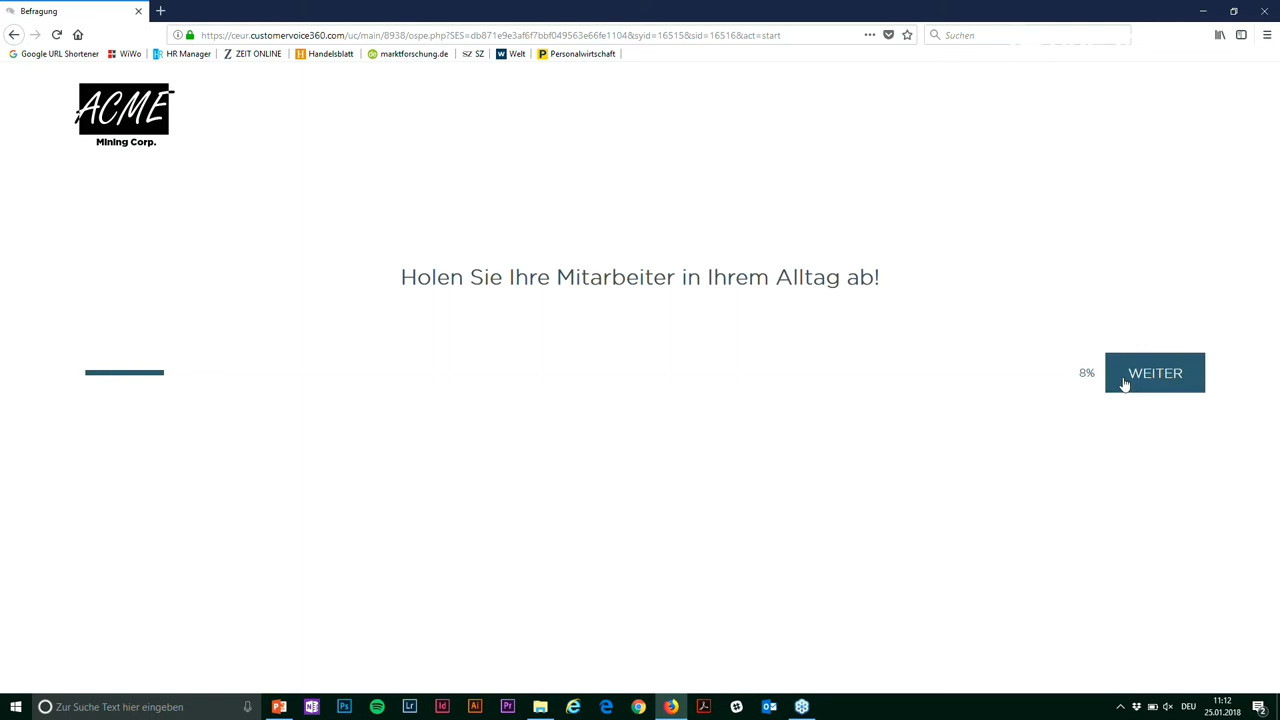 Befragung
https://ceur.customervoice360.com/uc/main/8938/ospe.php?SES=db871e9e3af6f7bbf049563e66fe1104&syid=16515&sid=16516&act=start
Suchen
Google URL Shortener WiWo HR Manager ZEIT ONLINE Handelsblatt marktforschung.de SZ Welt Personalwirtschaft
ACME
Mining Corp.
Holen Sie Ihre Mitarbeiter in Ihrem Alltag ab!
8% WEITER
Zur Suche Text hier eingeben
DEU
11:12
25.01.2018
2